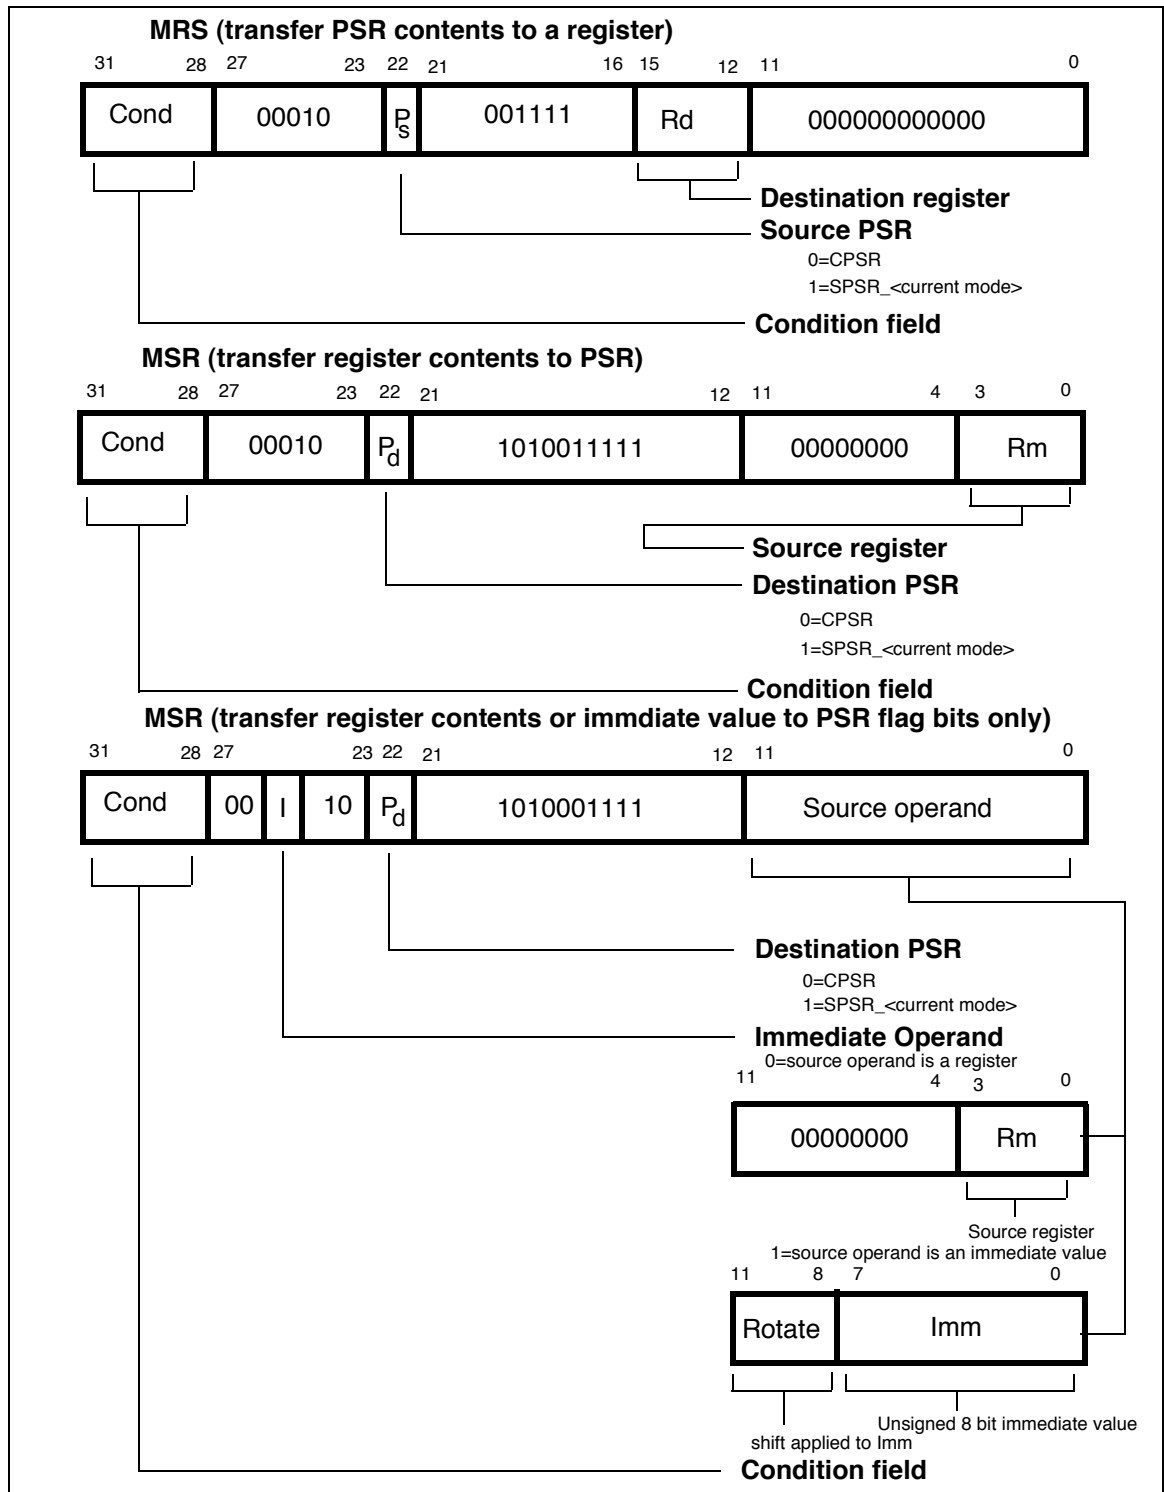 MRS (transfer PSR contents to a register)
31 28 27 23 22 21 16 15 12 11 0
Cond 00010 Ps 001111 Rd 000000000000
Destination register
Source PSR
0=CPSR
1=SPSR_<current mode>
Condition field
MSR (transfer register contents to PSR)
31 28 27 23 22 21 12 11 4 3 0
Cond 00010 Pd 1010011111 00000000 Rm
Source register
Destination PSR
0=CPSR
1=SPSR_<current mode>
Condition field
MSR (transfer register contents or immdiate value to PSR flag bits only)
31 28 27 23 22 21 12 11 0
Cond 00 I 10 Pd 1010001111 Source operand
Destination PSR
0=CPSR
1=SPSR_<current mode>
Immediate Operand
0=source operand is a register
11 4 3 0
00000000 Rm
Source register
1=source operand is an immediate value
11 8 7 0
Rotate Imm
Unsigned 8 bit immediate value
shift applied to Imm
Condition field